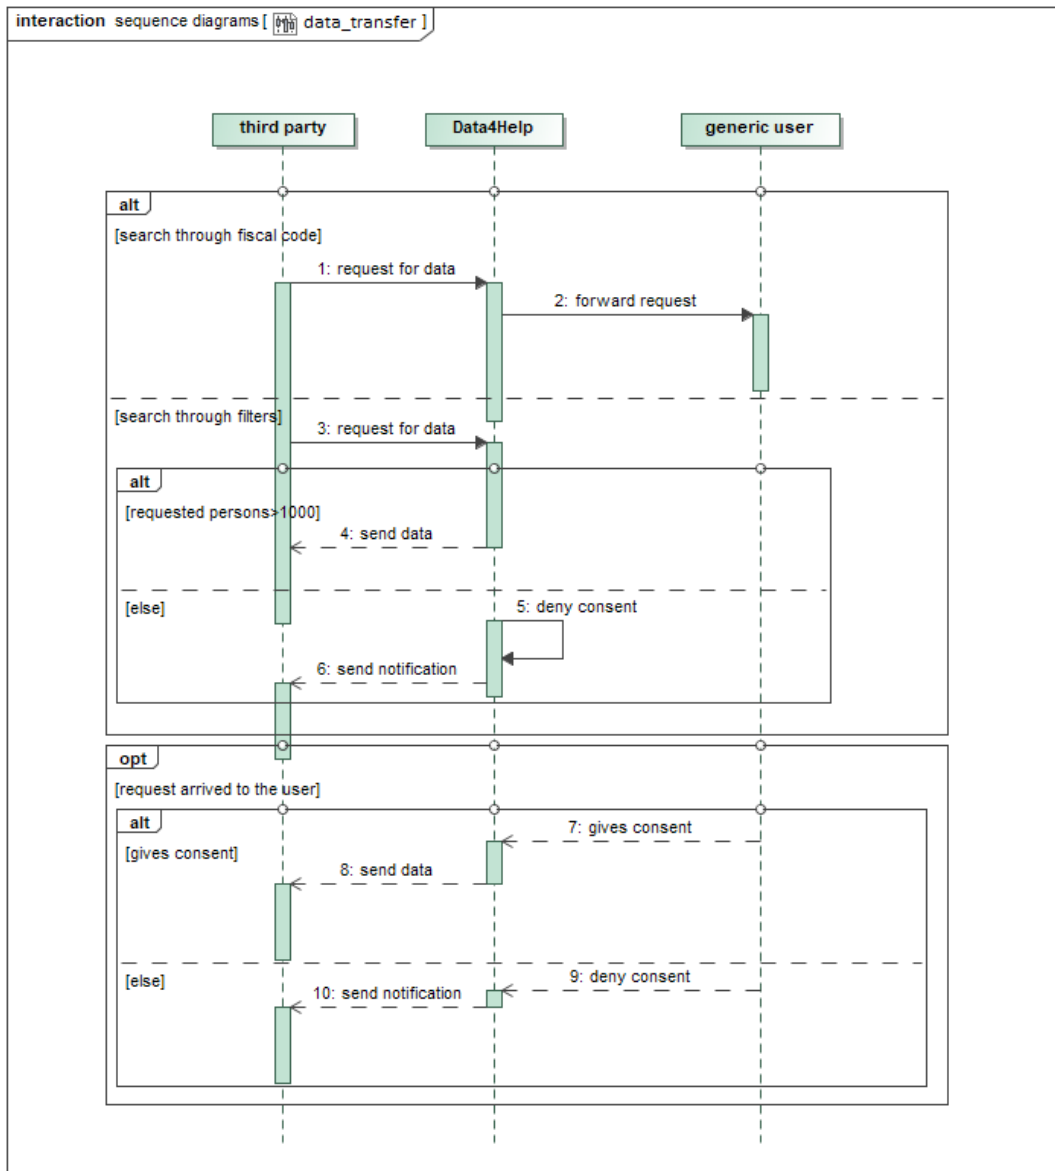 interaction sequence diagrams [ data_transfer ]
third party
Data4Help
generic user
alt
[search through fiscal code]
1: request for data
2: forward request
[search through filters]
3: request for data
alt
[requested persons>1000]
4: send data
[else]
5: deny consent
6: send notification
opt
[request arrived to the user]
alt
7: gives consent
[gives consent]
8: send data
[else]
9: deny consent
10: send notification